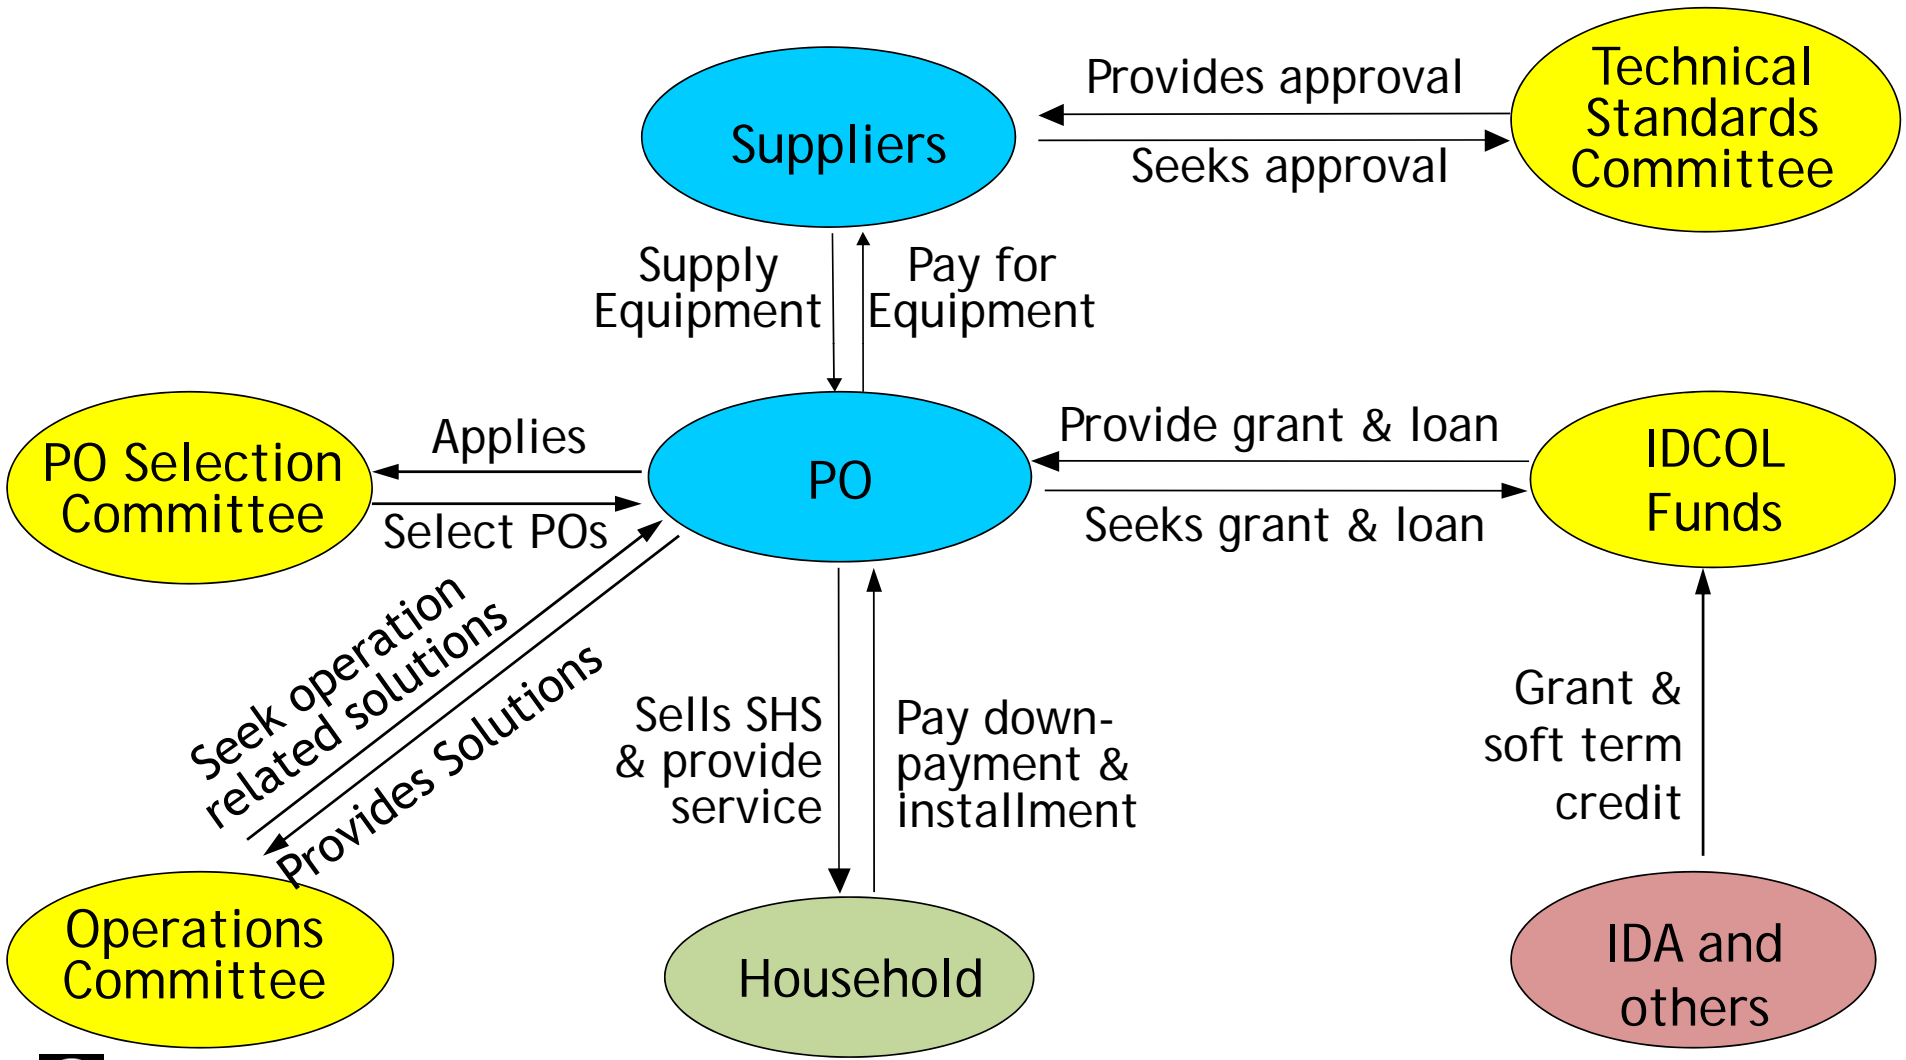 Suppliers
Provides approval
Seeks approval
Technical
Standards
Committee
Supply
Equipment
Pay for
Equipment
PO Selection
Committee
Applies
Select POs
PO
Provide grant & loan
Seeks grant & loan
IDCOL
Funds
Seek operation
related solutions
Provides Solutions
Sells SHS
& provide
service
Pay down-
payment &
installment
Grant &
soft term
credit
Operations
Committee
Household
IDA and
others